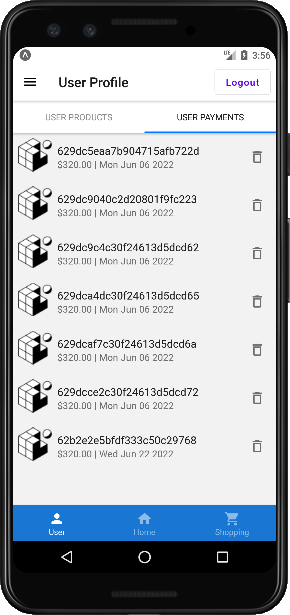 3:56
User Profile
Logout
USER PRODUCTS
USER PAYMENTS
629dc5eaa7b904715afb722d
$320.00 | Mon Jun 06 2022
629dc9040c2d20801f9fc223
$320.00 | Mon Jun 06 2022
629dc9c4c30f24613d5dcd62
$320.00 | Mon Jun 06 2022
629dca4dc30f24613d5dcd65
$320.00 | Mon Jun 06 2022
629dcaf7c30f24613d5dcd6a
$320.00 | Mon Jun 06 2022
629dcce2c30f24613d5dcd72
$320.00 | Mon Jun 06 2022
62b2e2e5bfdf333c50c29768
$320.00 | Wed Jun 22 2022
User
Home
Shopping